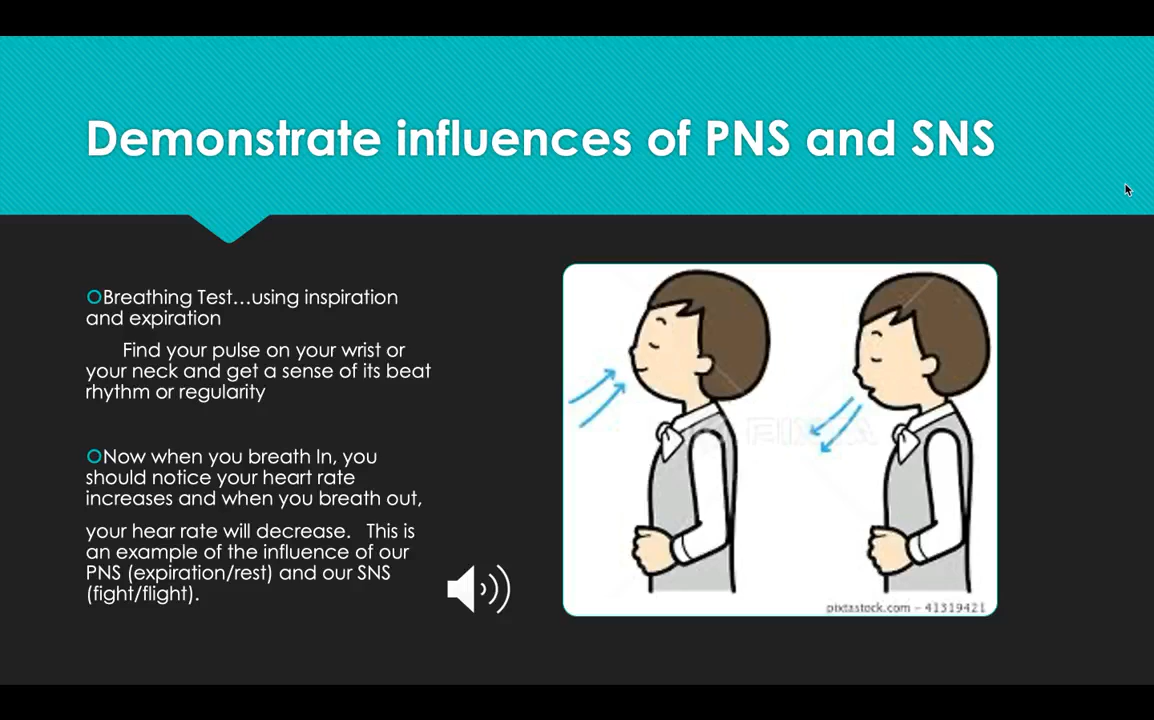 Demonstrate influences of PNS and SNS
Breathing Test...using inspiration
and expiration
Find your pulse on your wrist or
your neck and get a sense of its beat
rhythm or regularity
Now when you breath In, you
should notice your heart rate
increases and when you breath out,
your hear rate will decrease. This is
an example of the influence of our
PNS (expiration/rest) and our SNS
(fight/flight).
pixtastock.com - 41319421